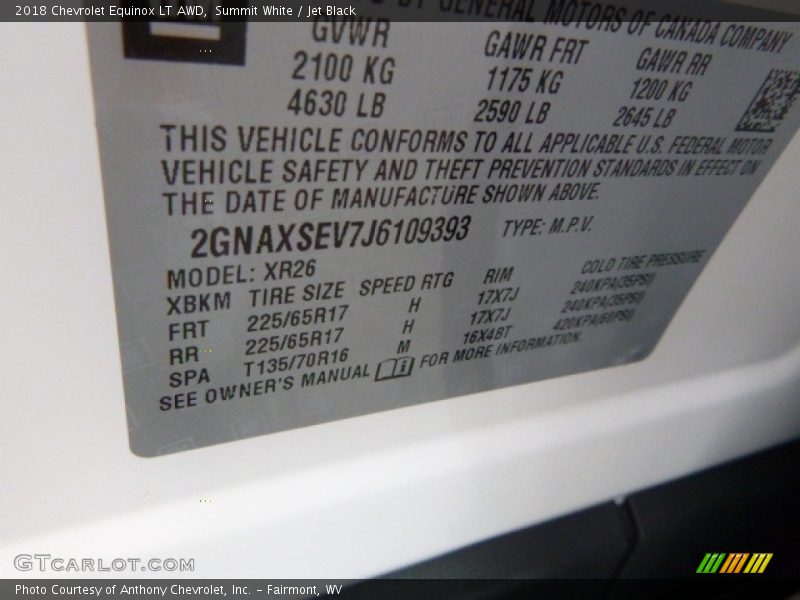 2018 Chevrolet Equinox LT AWD, Summit White / Jet Black
BY GENERAL MOTORS OF CANADA COMPANY
GVWR GAWR FRT GAWR RR
2100 KG 1175 KG 1200 KG
4630 LB 2590 LB 2645 LB
THIS VEHICLE CONFORMS TO ALL APPLICABLE U.S. FEDERAL MOTOR
VEHICLE SAFETY AND THEFT PREVENTION STANDARDS IN EFFECT ON
THE DATE OF MANUFACTURE SHOWN ABOVE.
2GNAXSEV7J6109393 TYPE: M.P.V.
MODEL: XR26
XBKM TIRE SIZE SPEED RTG RIM COLD TIRE PRESSURE
FRT 225/65R17 H 17X7J 240KPA(35PSI)
RR 225/65R17 H 17X7J 240KPA(35PSI)
SPA T135/70R16 M 16X4BT 420KPA(60PSI)
SEE OWNER'S MANUAL FOR MORE INFORMATION.
GTCARLOT.COM
Photo Courtesy of Anthony Chevrolet, Inc. – Fairmont, WV